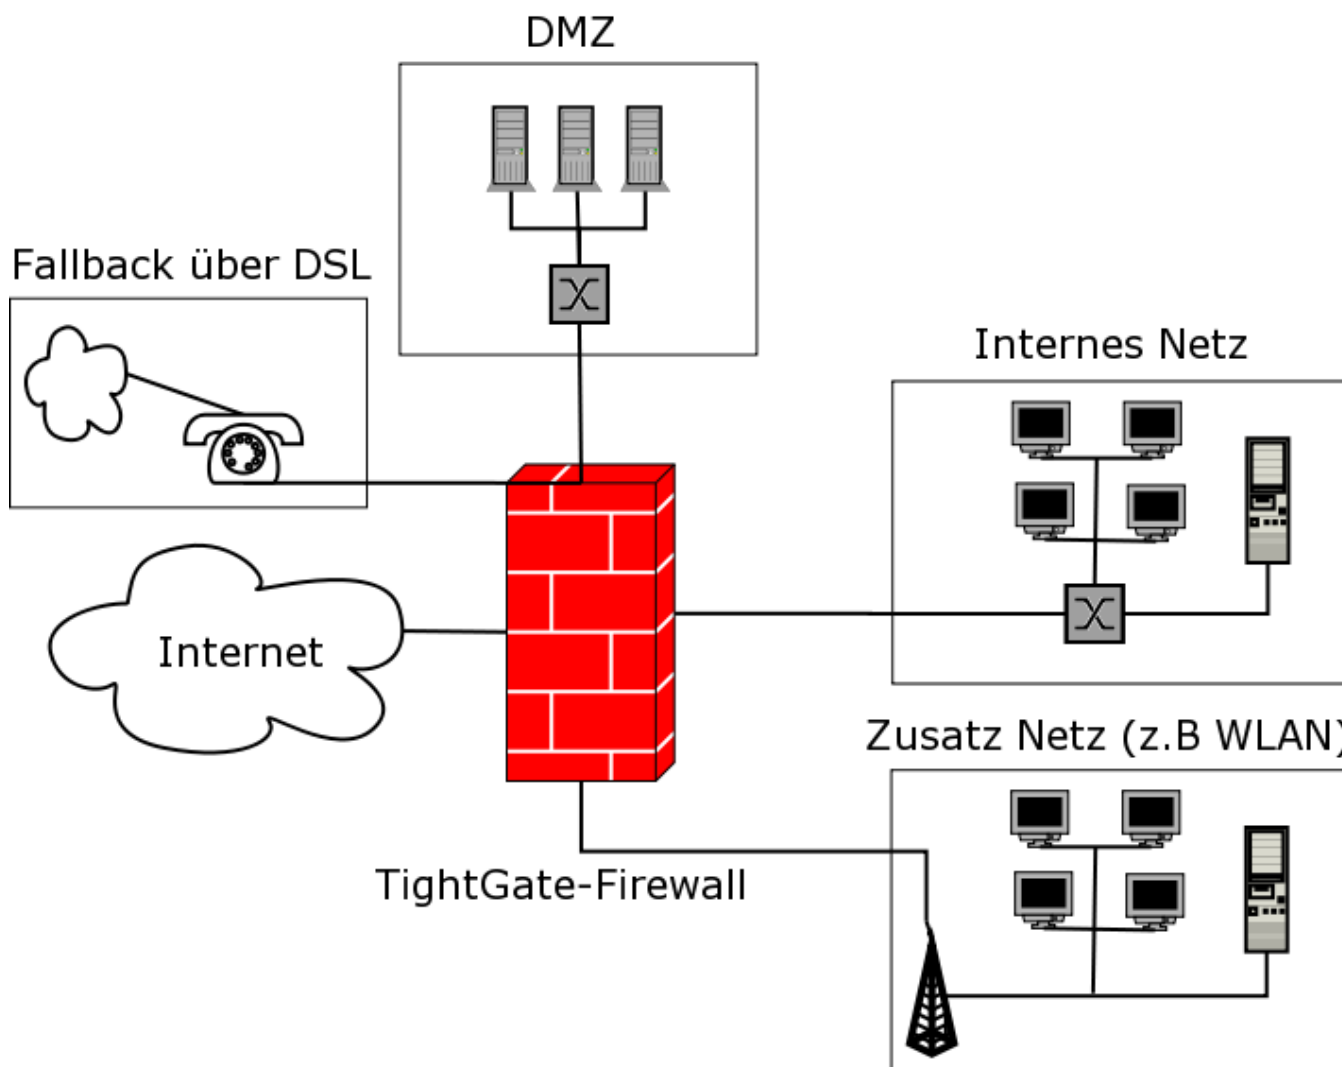 DMZ
Fallback über DSL
Internes Netz
Internet
Zusatz Netz (z.B WLAN)
TightGate-Firewall